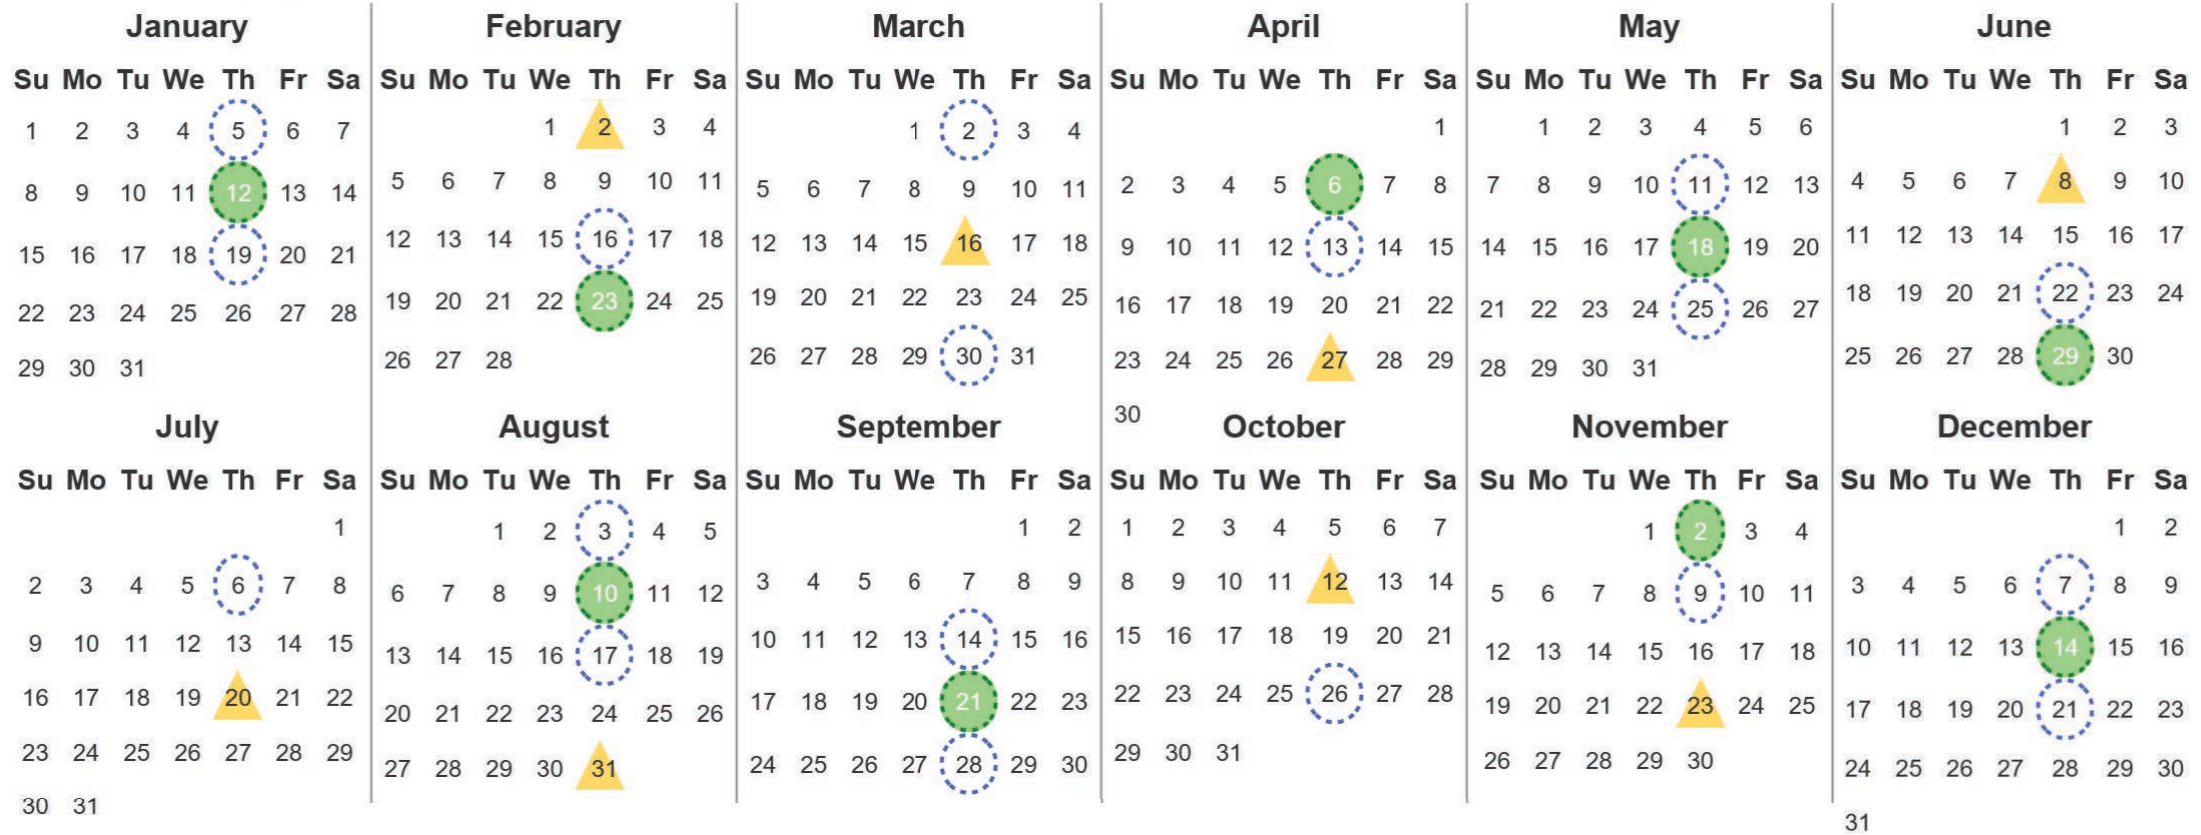 January
Su Mo Tu We Th Fr Sa
1 2 3 4 5 6 7
8 9 10 11 12 13 14
15 16 17 18 19 20 21
22 23 24 25 26 27 28
29 30 31
February
Su Mo Tu We Th Fr Sa
1 2 3 4
5 6 7 8 9 10 11
12 13 14 15 16 17 18
19 20 21 22 23 24 25
26 27 28
March
Su Mo Tu We Th Fr Sa
1 2 3 4
5 6 7 8 9 10 11
12 13 14 15 16 17 18
19 20 21 22 23 24 25
26 27 28 29 30 31
April
Su Mo Tu We Th Fr Sa
1
2 3 4 5 6 7 8
9 10 11 12 13 14 15
16 17 18 19 20 21 22
23 24 25 26 27 28 29
30
May
Su Mo Tu We Th Fr Sa
1 2 3 4 5 6
7 8 9 10 11 12 13
14 15 16 17 18 19 20
21 22 23 24 25 26 27
28 29 30 31
June
Su Mo Tu We Th Fr Sa
1 2 3
4 5 6 7 8 9 10
11 12 13 14 15 16 17
18 19 20 21 22 23 24
25 26 27 28 29 30
July
Su Mo Tu We Th Fr Sa
1
2 3 4 5 6 7 8
9 10 11 12 13 14 15
16 17 18 19 20 21 22
23 24 25 26 27 28 29
30 31
August
Su Mo Tu We Th Fr Sa
1 2 3 4 5
6 7 8 9 10 11 12
13 14 15 16 17 18 19
20 21 22 23 24 25 26
27 28 29 30 31
September
Su Mo Tu We Th Fr Sa
1 2
3 4 5 6 7 8 9
10 11 12 13 14 15 16
17 18 19 20 21 22 23
24 25 26 27 28 29 30
October
Su Mo Tu We Th Fr Sa
1 2 3 4 5 6 7
8 9 10 11 12 13 14
15 16 17 18 19 20 21
22 23 24 25 26 27 28
29 30 31
November
Su Mo Tu We Th Fr Sa
1 2 3 4
5 6 7 8 9 10 11
12 13 14 15 16 17 18
19 20 21 22 23 24 25
26 27 28 29 30
December
Su Mo Tu We Th Fr Sa
1 2
3 4 5 6 7 8 9
10 11 12 13 14 15 16
17 18 19 20 21 22 23
24 25 26 27 28 29 30
31